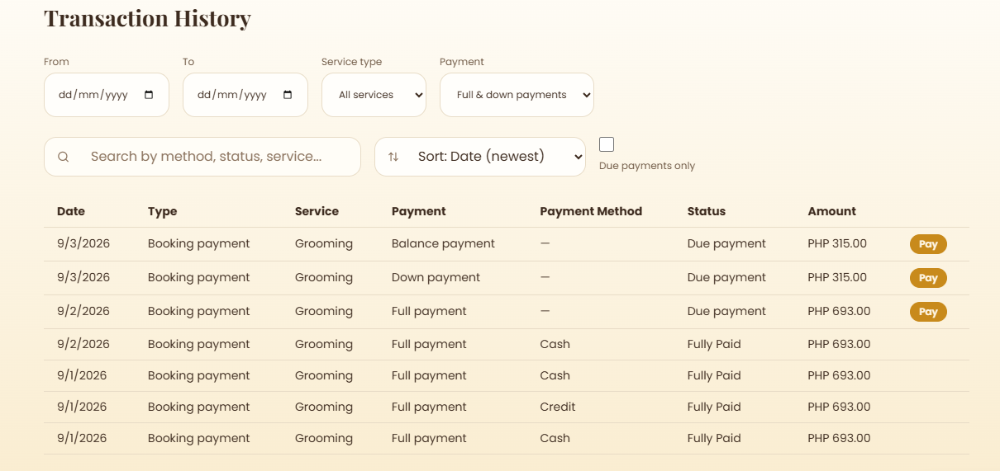 Transaction History
From To Service type Payment
dd/mm/yyyy dd/mm/yyyy All services Full & down payments
Search by method, status, service... Sort: Date (newest)
Due payments only
Date Type Service Payment Payment Method Status Amount
9/3/2026 Booking payment Grooming Balance payment — Due payment PHP 315.00 Pay
9/3/2026 Booking payment Grooming Down payment — Due payment PHP 315.00 Pay
9/2/2026 Booking payment Grooming Full payment — Due payment PHP 693.00 Pay
9/2/2026 Booking payment Grooming Full payment Cash Fully Paid PHP 693.00
9/1/2026 Booking payment Grooming Full payment Cash Fully Paid PHP 693.00
9/1/2026 Booking payment Grooming Full payment Credit Fully Paid PHP 693.00
9/1/2026 Booking payment Grooming Full payment Cash Fully Paid PHP 693.00